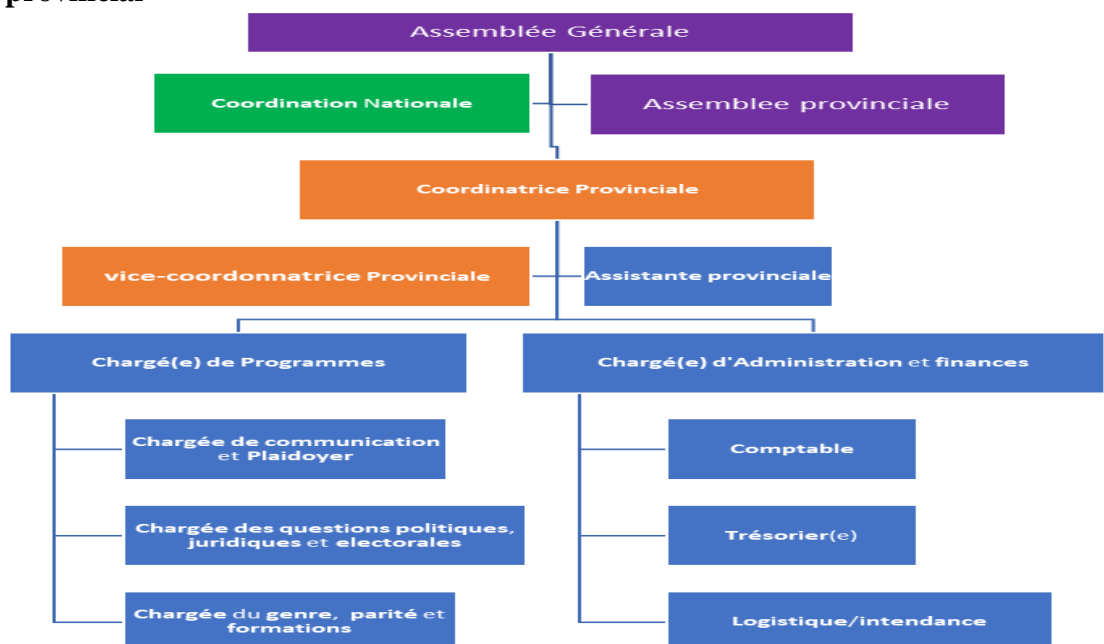 provincial
Assemblée Générale
Coordination Nationale
Assemblee provinciale
Coordinatrice Provinciale
vice-coordonnatrice Provinciale
Assistante provinciale
Chargé(e) de Programmes
Chargé(e) d'Administration et finances
Chargée de communication
et Plaidoyer
Comptable
Chargée des questions politiques,
juridiques et electorales
Trésorier(e)
Chargée du genre, parité et
formations
Logistique/intendance